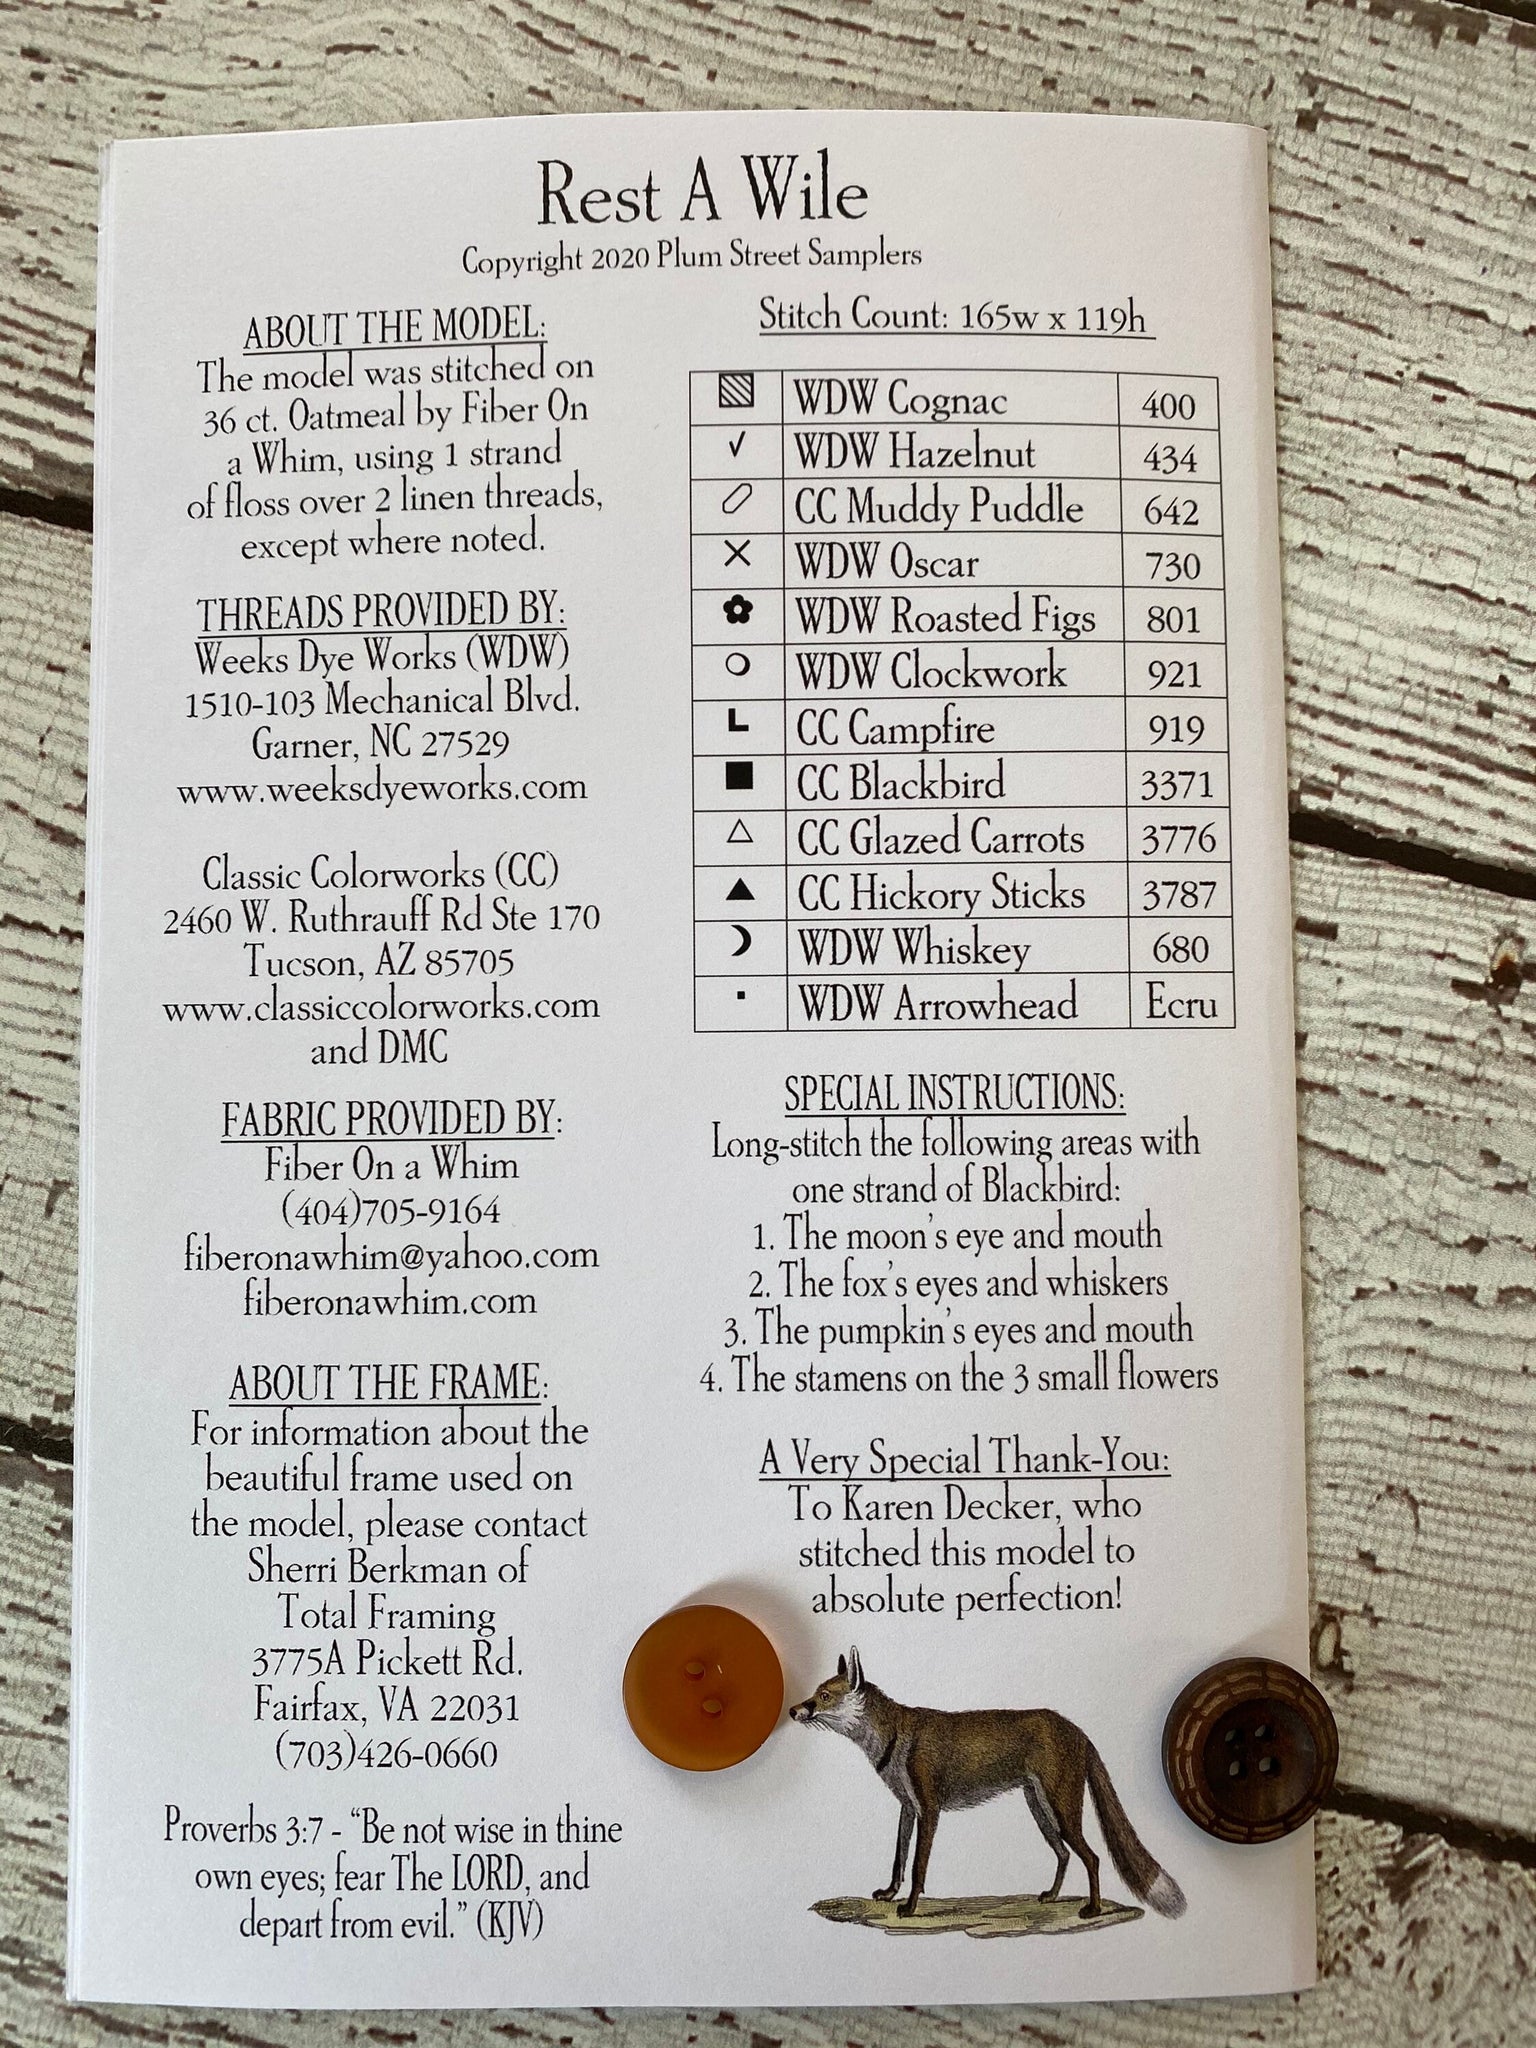 Rest A Wile
Copyright 2020 Plum Street Samplers
ABOUT THE MODEL:
The model was stitched on
36 ct. Oatmeal by Fiber On
a Whim, using 1 strand
of floss over 2 linen threads,
except where noted.
THREADS PROVIDED BY:
Weeks Dye Works (WDW)
1510-103 Mechanical Blvd.
Garner, NC 27529
www.weeksdyeworks.com
Classic Colorworks (CC)
2460 W. Ruthrauff Rd Ste 170
Tucson, AZ 85705
www.classiccolorworks.com
and DMC
FABRIC PROVIDED BY:
Fiber On a Whim
(404)705-9164
fiberonawhim@yahoo.com
fiberonawhim.com
ABOUT THE FRAME:
For information about the
beautiful frame used on
the model, please contact
Sherri Berkman of
Total Framing
3775A Pickett Rd.
Fairfax, VA 22031
(703)426-0660
Proverbs 3:7 - “Be not wise in thine
own eyes; fear The LORD, and
depart from evil.” (KJV)
Stitch Count: 165w x 119h
WDW Cognac 400
WDW Hazelnut 434
CC Muddy Puddle 642
WDW Oscar 730
WDW Roasted Figs 801
WDW Clockwork 921
CC Campfire 919
CC Blackbird 3371
CC Glazed Carrots 3776
CC Hickory Sticks 3787
WDW Whiskey 680
WDW Arrowhead Ecru
SPECIAL INSTRUCTIONS:
Long-stitch the following areas with
one strand of Blackbird:
1. The moon's eye and mouth
2. The fox's eyes and whiskers
3. The pumpkin's eyes and mouth
4. The stamens on the 3 small flowers
A Very Special Thank-You:
To Karen Decker, who
stitched this model to
absolute perfection!